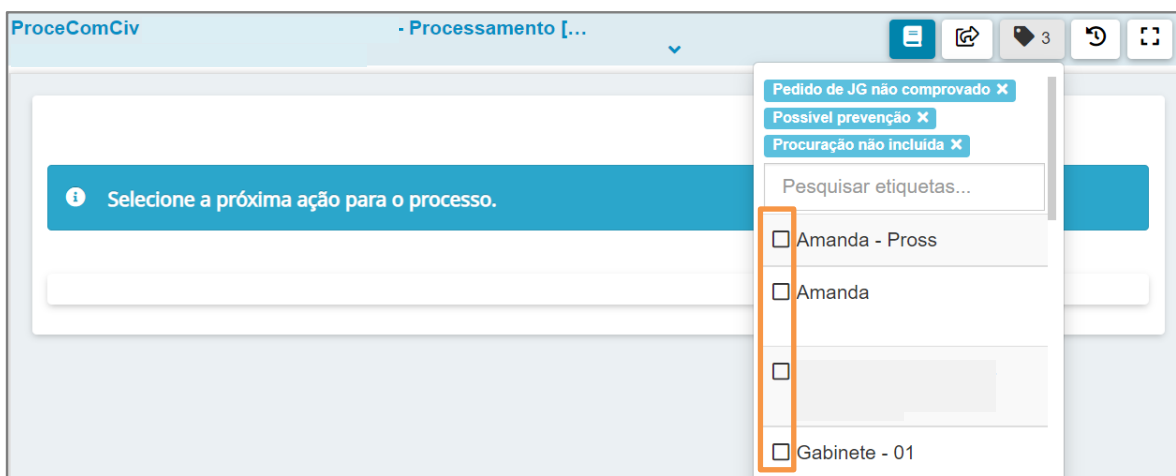 ProceComCiv - Processamento [...
3
Pedido de JG não comprovado ×
Possível prevenção ×
Procuração não incluída ×
Pesquisar etiquetas...
Selecione a próxima ação para o processo.
Amanda - Pross
Amanda
Gabinete - 01